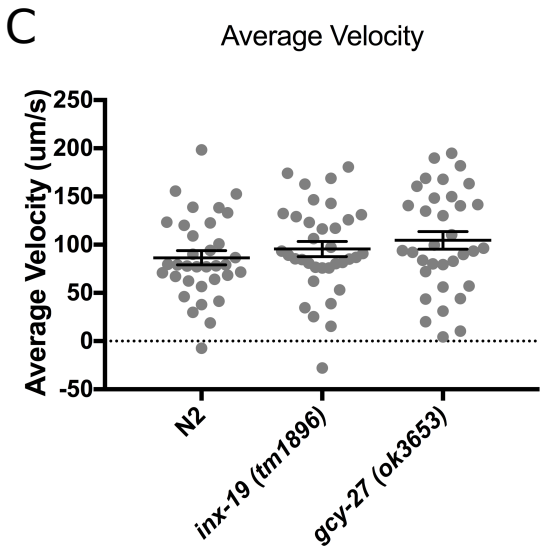 C
Average Velocity
Average Velocity (um/s)
250
200
150
100
50
0
-50
N2
inx-19 (tm1896)
gcy-27 (ok3653)